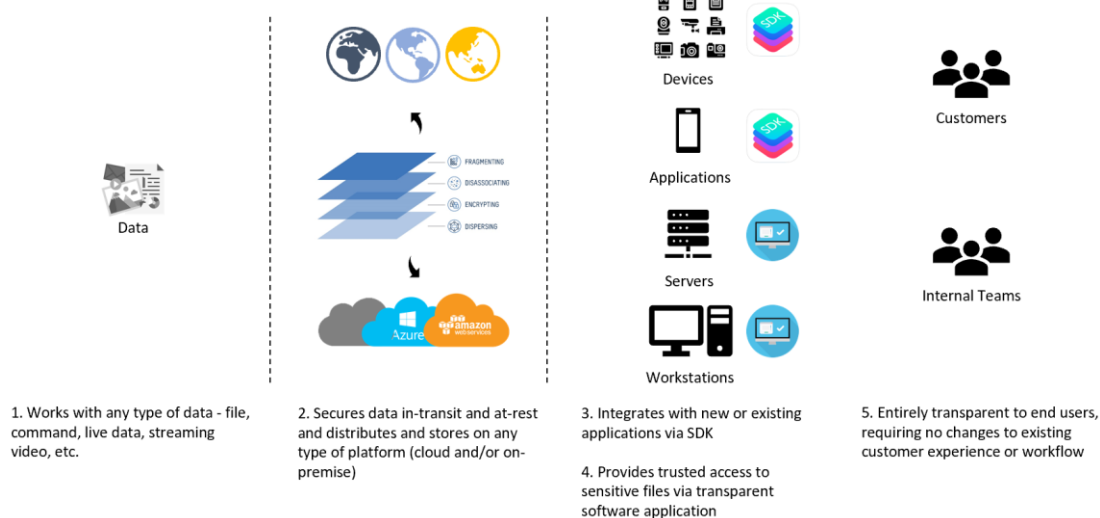 SDK
Devices
SDK
Applications
Servers
Workstations
Data
FRAGMENTING
DISASSOCIATING
ENCRYPTING
DISPERSING
Azure
amazon
webservices
Customers
Internal Teams
1. Works with any type of data - file,
command, live data, streaming
video, etc.
2. Secures data in-transit and at-rest
and distributes and stores on any
type of platform (cloud and/or on-
premise)
3. Integrates with new or existing
applications via SDK
4. Provides trusted access to
sensitive files via transparent
software application
5. Entirely transparent to end users,
requiring no changes to existing
customer experience or workflow